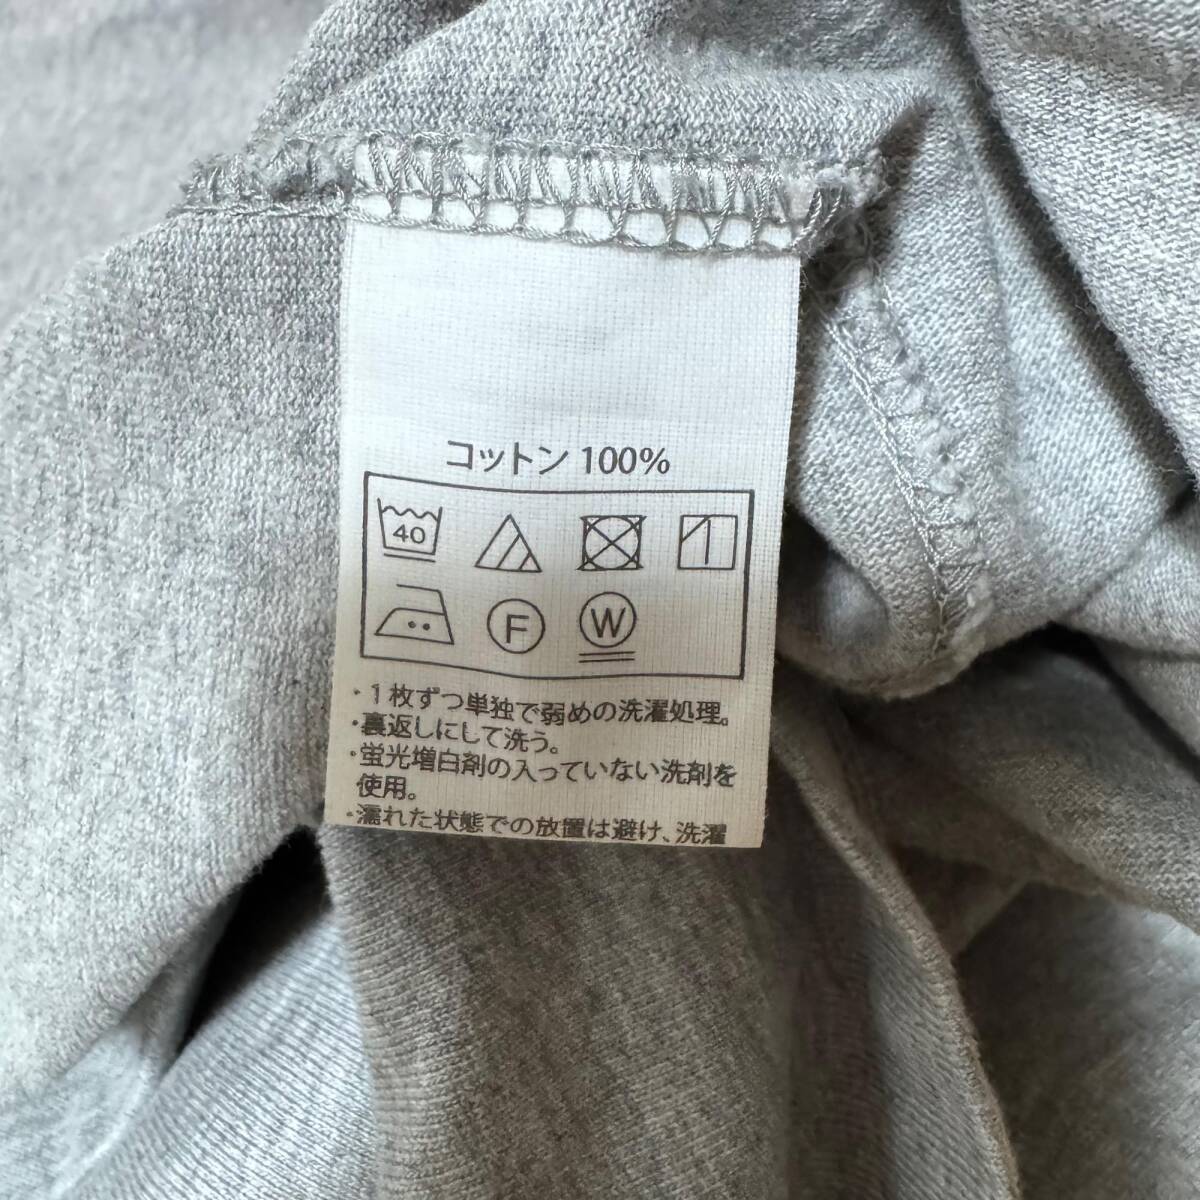 コットン 100%
40
F W
・1枚ずつ単独で弱めの洗濯処理。
・裏返しにして洗う。
・蛍光増白剤の入っていない洗剤を
使用。
・濡れた状態での放置は避け、洗濯